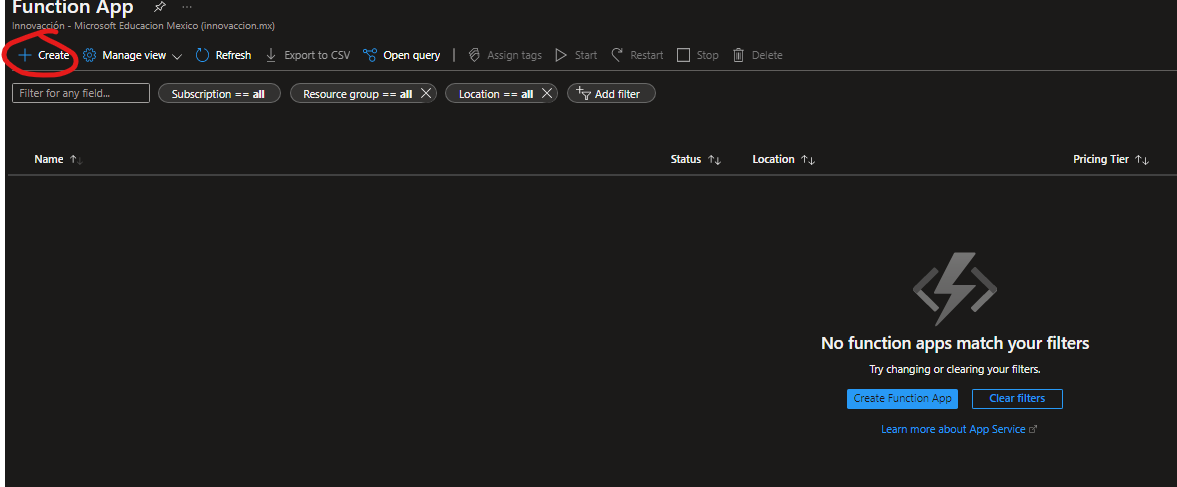 Function App
Innovacción - Microsoft Educacion Mexico (innovaccion.mx)
Create Manage view Refresh Export to CSV Open query Assign tags Start Restart Stop Delete
Filter for any field... Subscription == all Resource group == all Location == all Add filter
Name Status Location Pricing Tier
No function apps match your filters
Try changing or clearing your filters.
Create Function App Clear filters
Learn more about App Service